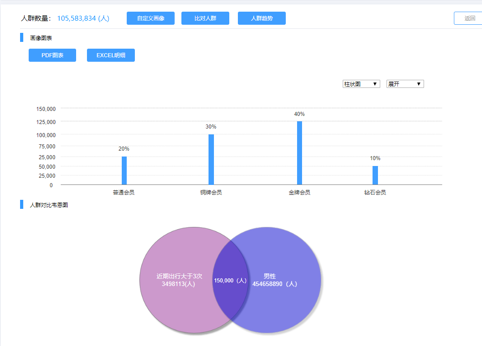 人群数量：105,583,834 (人)
自定义画像
比对人群
人群趋势
返回
画像图表
PDF图表
EXCEL明细
柱状图
展开
150,000
125,000
100,000
75,000
50,000
25,000
0
20%
30%
40%
10%
普通会员
铜牌会员
金牌会员
钻石会员
人群对比韦恩图
近期出行大于3次
3498113(人)
150,000（人）
男性
454658890（人）